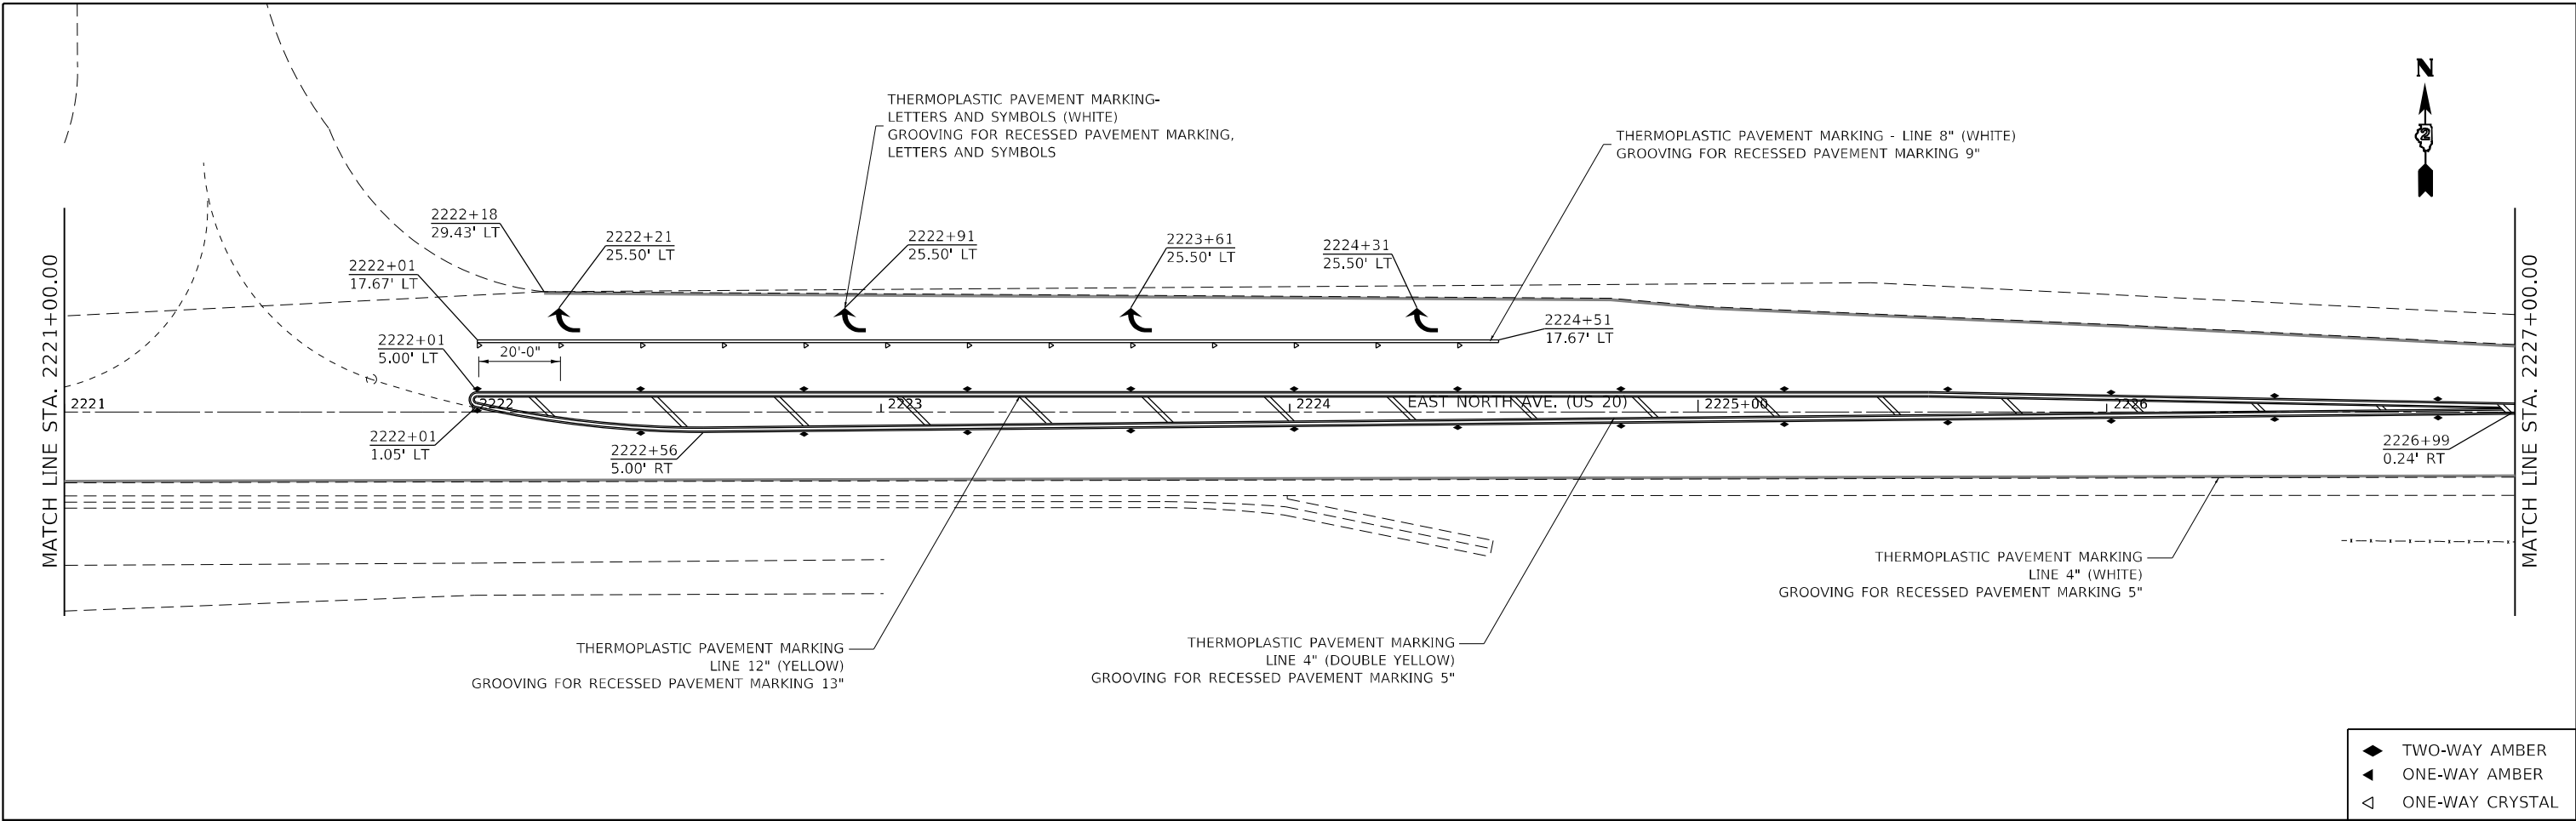 N
2
THERMOPLASTIC PAVEMENT MARKING-
LETTERS AND SYMBOLS (WHITE)
GROOVING FOR RECESSED PAVEMENT MARKING,
LETTERS AND SYMBOLS
THERMOPLASTIC PAVEMENT MARKING - LINE 8" (WHITE)
GROOVING FOR RECESSED PAVEMENT MARKING 9"
2222+18
29.43' LT
2222+21
25.50' LT
2222+91
25.50' LT
2223+61
25.50' LT
2224+31
25.50' LT
2222+01
17.67' LT
2224+51
17.67' LT
2222+01
5.00' LT
20'-0"
MATCH LINE STA. 2221+00.00
MATCH LINE STA. 2227+00.00
2221
2222
2223
2224
EAST NORTH AVE. (US 20)
2225+00
2226
2222+01
1.05' LT
2222+56
5.00' RT
2226+99
0.24' RT
THERMOPLASTIC PAVEMENT MARKING
LINE 4" (WHITE)
GROOVING FOR RECESSED PAVEMENT MARKING 5"
THERMOPLASTIC PAVEMENT MARKING
LINE 12" (YELLOW)
GROOVING FOR RECESSED PAVEMENT MARKING 13"
THERMOPLASTIC PAVEMENT MARKING
LINE 4" (DOUBLE YELLOW)
GROOVING FOR RECESSED PAVEMENT MARKING 5"
TWO-WAY AMBER
ONE-WAY AMBER
ONE-WAY CRYSTAL